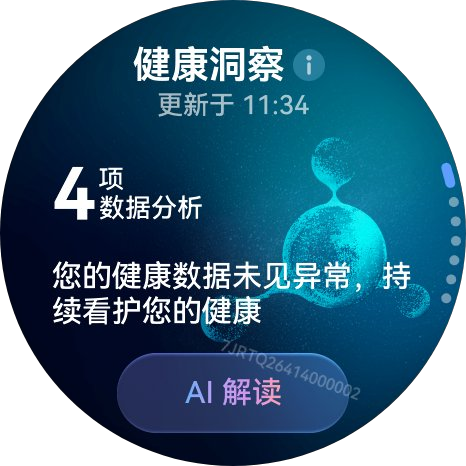 健康洞察
更新于 11:34
4 项
数据分析
您的健康数据未见异常，持
续看护您的健康
7JRTQ26414000002
AI 解读